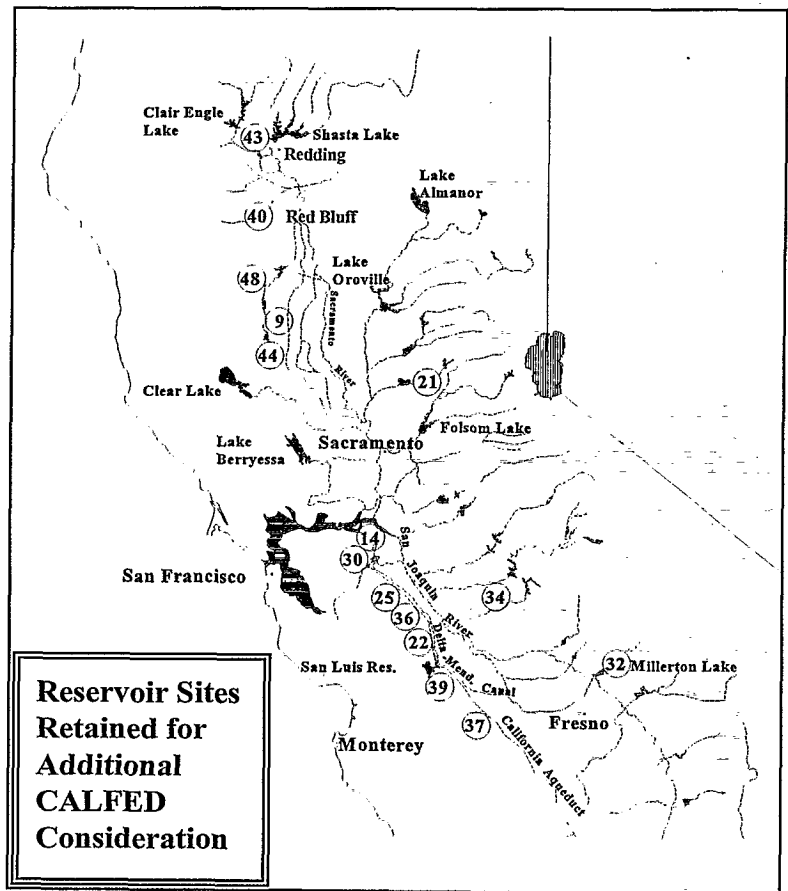 Clair Engle
Lake
43
Shasta Lake
Redding
Lake
Almanor
40
Red Bluff
Lake
Oroville
48
Sacramento
River
9
44
21
Clear Lake
Folsom Lake
Lake
Berryessa
Sacramento
14
San
Joaquin
River
30
San Francisco
25
34
36
22
Delta
Mend.
Canal
San Luis Res.
32
Millerton Lake
39
37
Fresno
Monterey
California Aqueduct
Reservoir Sites
Retained for
Additional
CALFED
Consideration